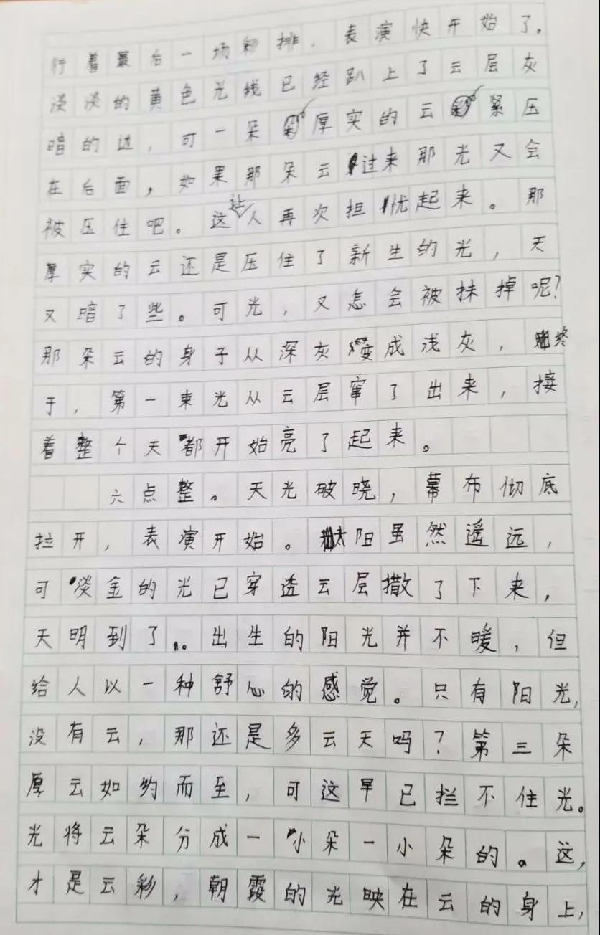 行着最后一场彩排，表演快开始了。
淡淡的黄色光线已经趴上了云层灰
暗的边，可一朵厚实的云紧压
在后面，如果那朵云过来那光又会
被压住吧。这让人再次担忧起来。那
厚实的云还是压住了新生的光，天
又暗了些。可光，又怎会被抹掉呢？
那朵云的身子从深灰变成浅灰，终
于，第一束光从云层窜了出来，接
着整个天都开始亮了起来。
六点整。天光破晓，幕布彻底
拉开，表演开始。太阳虽然遥远，
可淡金的光已穿透云层撒了下来，
天明到了。出生的阳光并不暖，但
给人以一种舒心的感觉。只有阳光，
没有云，那还是多云天吗？第三朵
厚云如约而至，可这早已拦不住光。
光将云朵分成一小朵一小朵的。这，
才是云彩，朝霞的光映在云的身上，